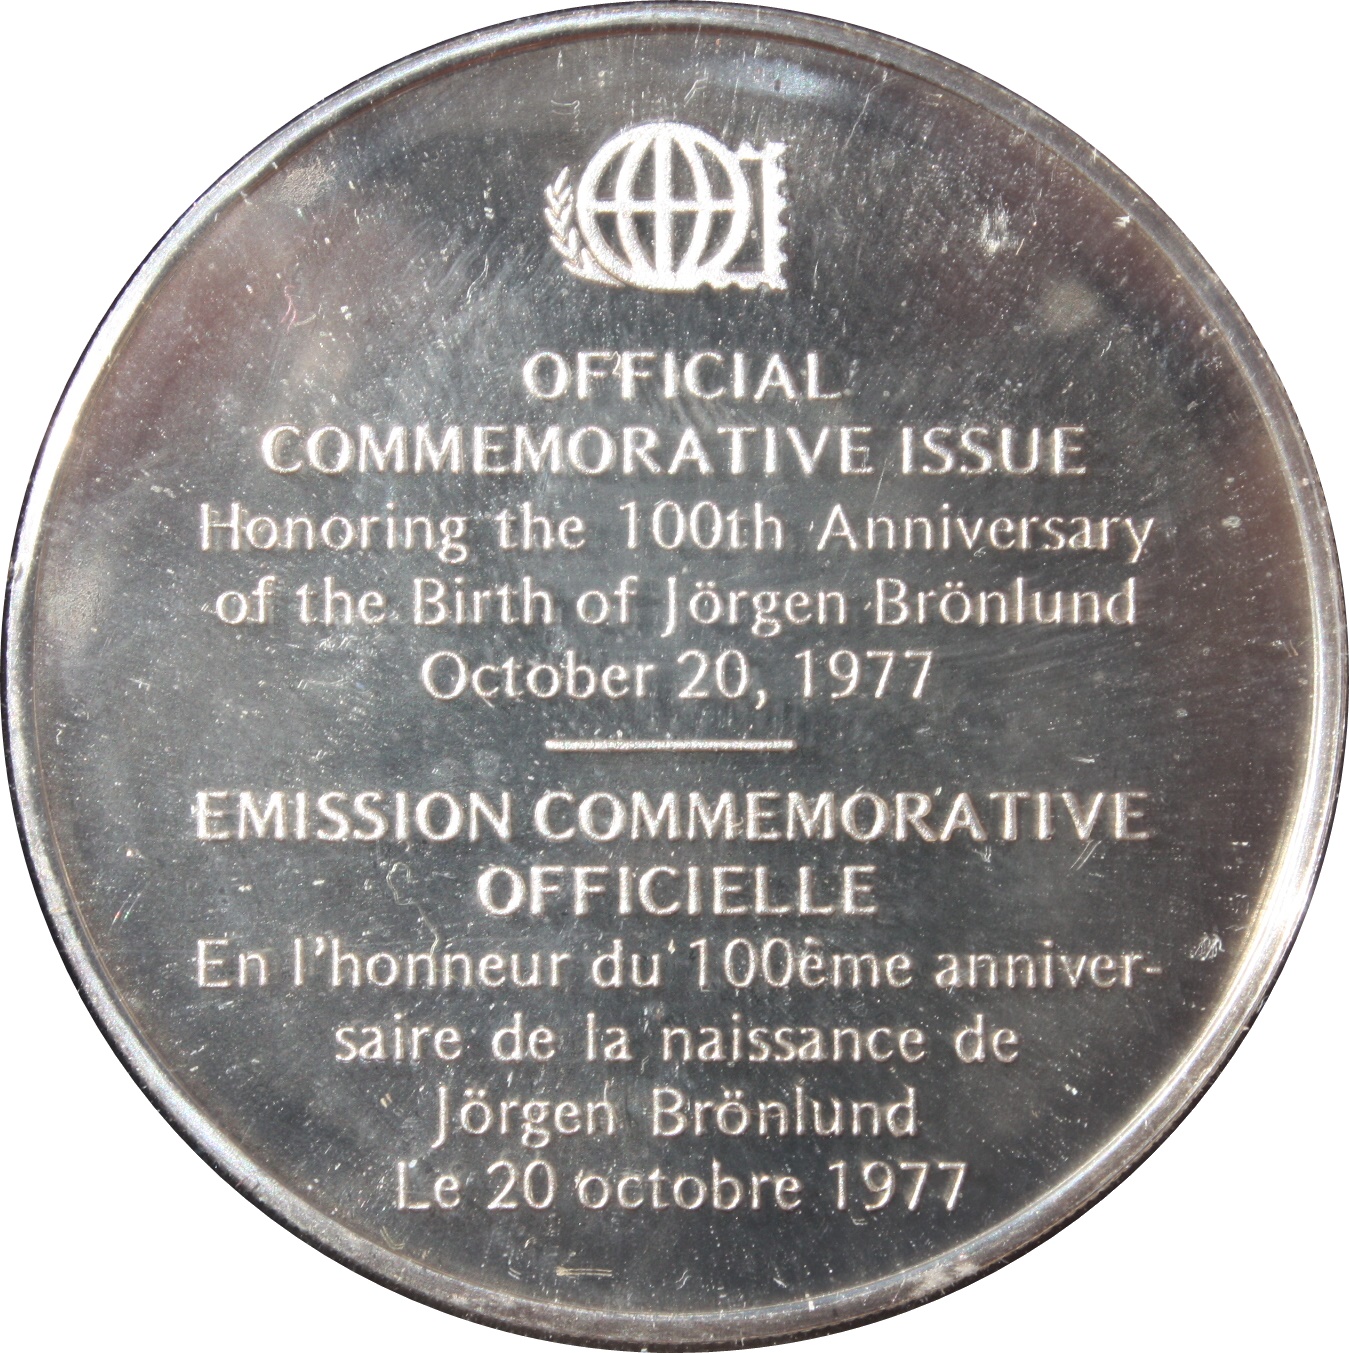 OFFICIAL
COMMEMORATIVE ISSUE
Honoring the 100th Anniversary
of the Birth of Jörgen Brönlund
October 20, 1977
EMISSION COMMEMORATIVE
OFFICIELLE
En l'honneur du 100ème anniver-
saire de la naissance de
Jörgen Brönlund
Le 20 octobre 1977